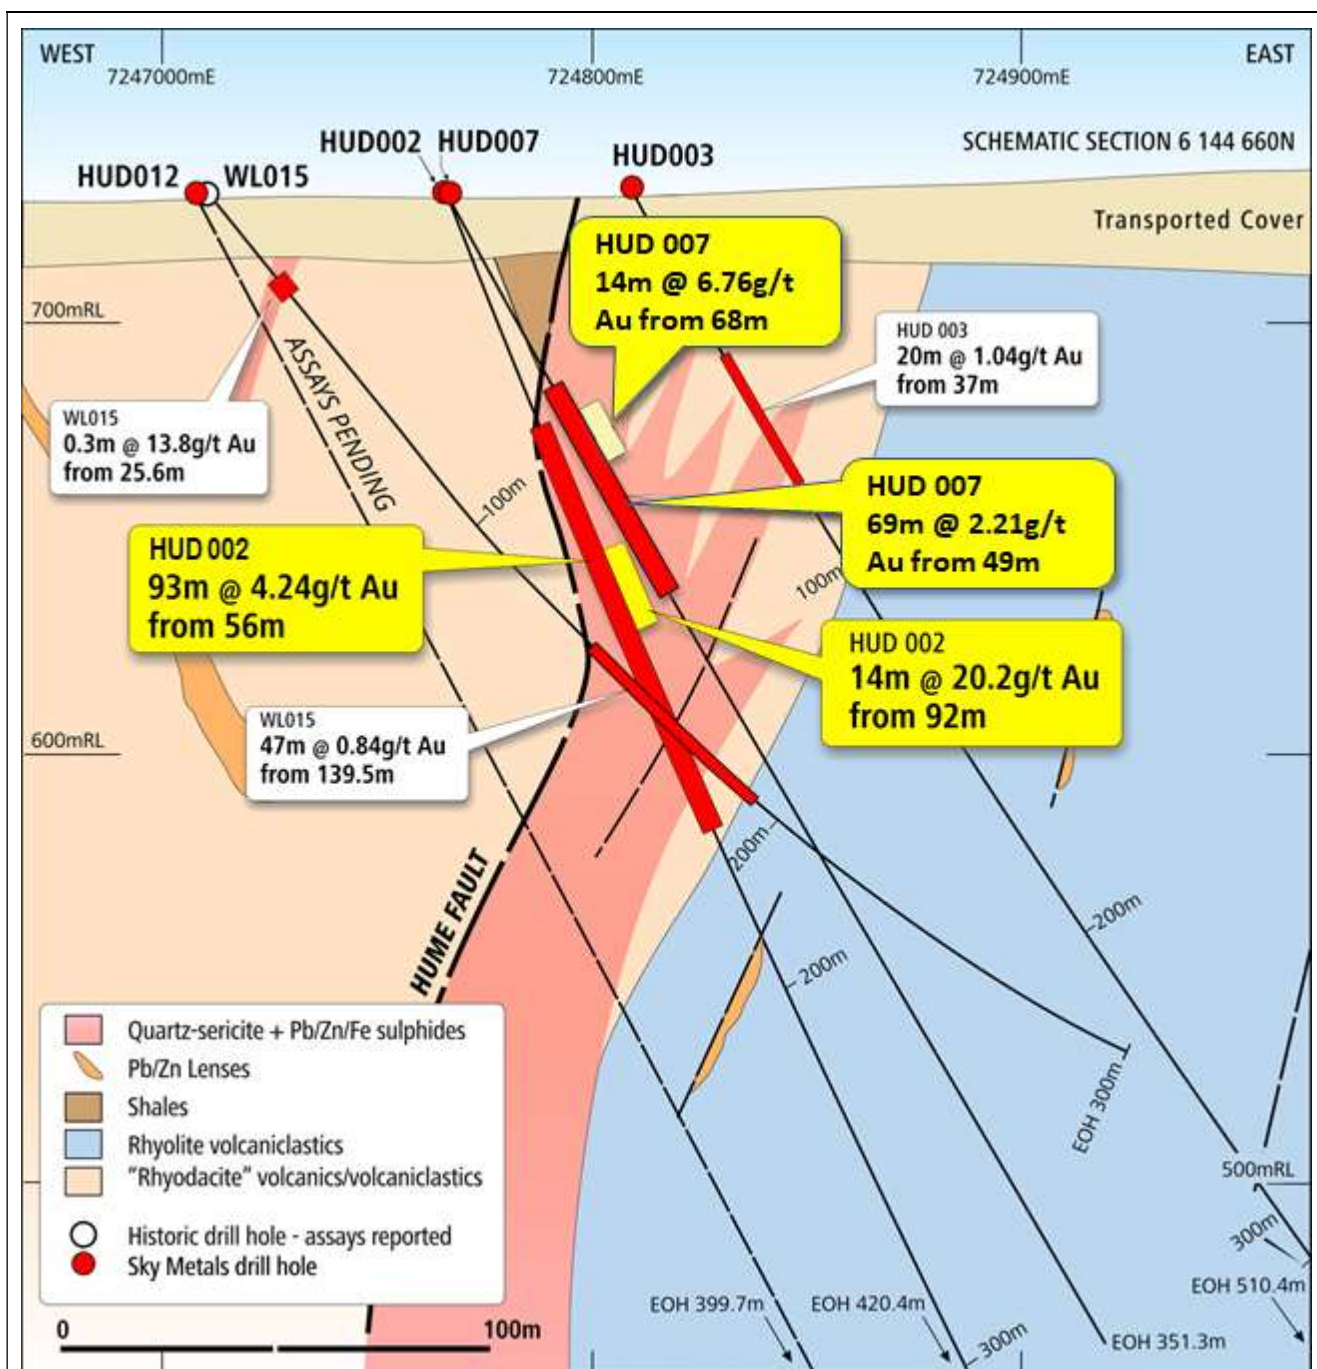 WEST
EAST
7247000mE
724800mE
724900mE
SCHEMATIC SECTION 6 144 660N
HUD012
WL015
HUD002
HUD007
HUD003
Transported Cover
HUD 007
14m @ 6.76g/t
Au from 68m
700mRL
HUD 003
20m @ 1.04g/t Au
from 37m
ASSAYS PENDING
WL015
0.3m @ 13.8g/t Au
from 25.6m
100m
HUD 007
69m @ 2.21g/t
Au from 49m
HUD 002
93m @ 4.24g/t Au
from 56m
100m
HUD 002
14m @ 20.2g/t Au
from 92m
WL015
47m @ 0.84g/t Au
from 139.5m
600mRL
200m
HUME FAULT
200m
200m
EOH 300m
500mRL
300m
EOH 510.4m
Quartz-sericite + Pb/Zn/Fe sulphides
Pb/Zn Lenses
Shales
Rhyolite volcaniclastics
"Rhyodacite" volcanics/volcaniclastics
Historic drill hole - assays reported
Sky Metals drill hole
0
100m
EOH 399.7m
EOH 420.4m
300m
EOH 351.3m